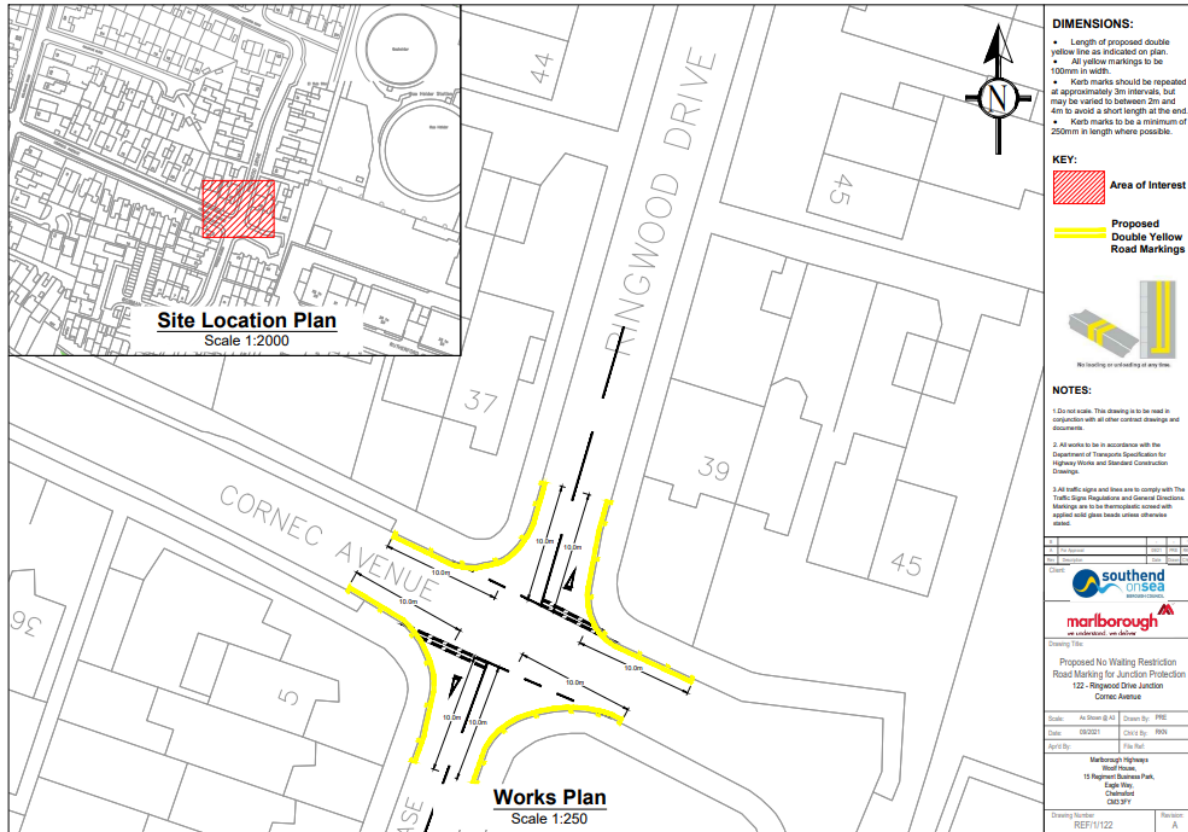 44
RINGWOOD DRIVE
45
37
39
45
CORNEC AVENUE
36
5
10.0m
10.0m
10.0m
10.0m
10.0m
10.0m
10.0m
10.0m
N
Site Location Plan
Scale 1:2000
Works Plan
Scale 1:250
DIMENSIONS:
• Length of proposed double
yellow line as indicated on plan.
• All yellow markings to be
100mm in width.
• Kerb marks should be repeated
at approximately 3m intervals, but
may be varied to between 2m and
4m to avoid a short length at the end.
• Kerb marks to be a minimum of
250mm in length where possible.
KEY:
Area of Interest
Proposed
Double Yellow
Road Markings
No loading or unloading at any time.
NOTES:
1.Do not scale. This drawing is to be read in
conjunction with all other contract drawings and
documents.
2. All works to be in accordance with the
Department of Transports Specification for
Highway Works and Standard Construction
Drawings.
3.All traffic signs and lines are to comply with The
Traffic Signs Regulations and General Directions.
Markings are to be thermoplastic screed with
applied solid glass beads unless otherwise
stated.
For Approval
Description
Date
Client:
southend
on sea
BOROUGH COUNCIL
marlborough
we understand. we deliver
Drawing Title:
Proposed No Waiting Restriction
Road Marking for Junction Protection
122 - Ringwood Drive Junction
Cornec Avenue
Scale: As Shown @ A3 Drawn By: PRE
Date: 09/2021 Chk'd By: RKN
Apr'd By: File Ref:
Marlborough Highways
Woolf House,
15 Regiment Business Park,
Eagle Way,
Chelmsford
CM3 3FY
Drawing Number Revision
REF/1/122 A